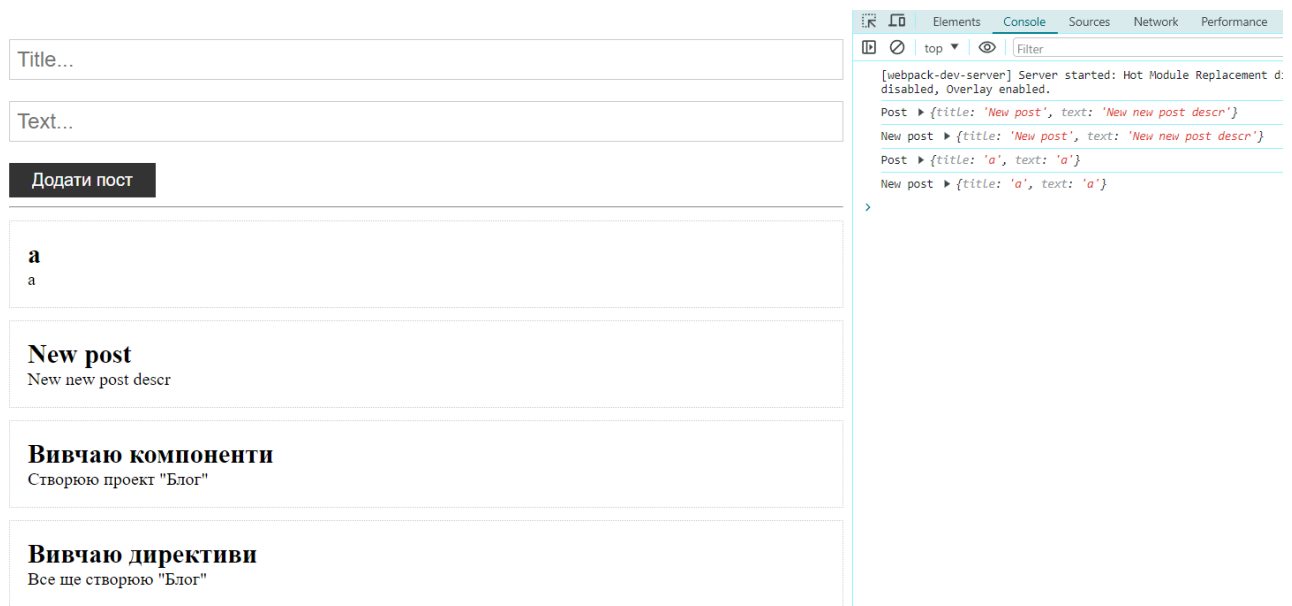 Title...
Text...
Додати пост
a
a
New post
New new post descr
Вивчаю компоненти
Створюю проект "Блог"
Вивчаю директиви
Все ще створюю "Блог"
Elements Console Sources Network Performance
top Filter
[webpack-dev-server] Server started: Hot Module Replacement
disabled, Overlay enabled.
Post ▶ {title: 'New post', text: 'New new post descr'}
New post ▶ {title: 'New post', text: 'New new post descr'}
Post ▶ {title: 'a', text: 'a'}
New post ▶ {title: 'a', text: 'a'}